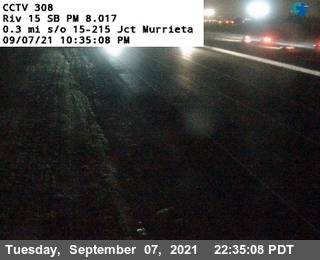 CCTV 308
Riv 15 SB PM 8.017
0.3 mi s/o 15-215 Jct Murrieta
09/07/21 10:35:08 PM
Tuesday, September 07, 2021 22:35:08 PDT